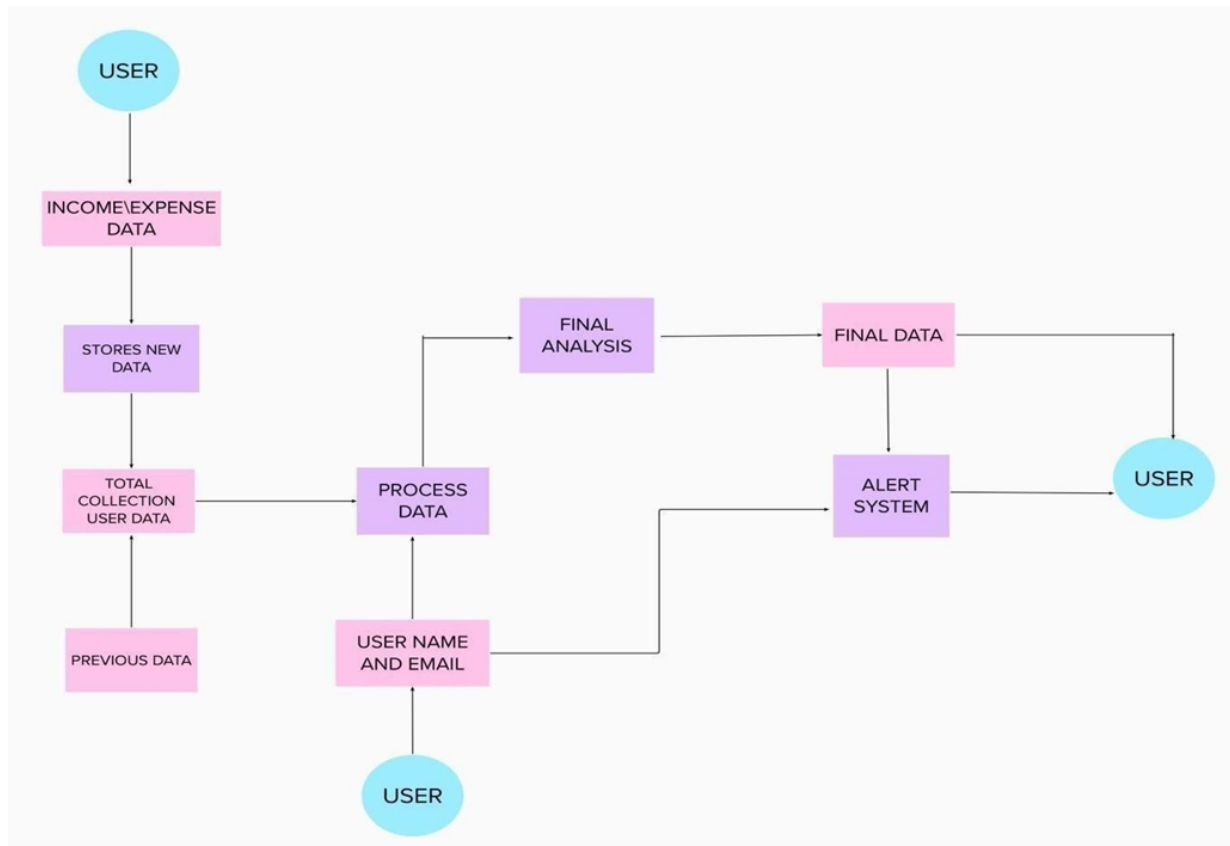 USER
INCOME\EXPENSE
DATA
STORES NEW
DATA
TOTAL
COLLECTION
USER DATA
PREVIOUS DATA
PROCESS
DATA
USER NAME
AND EMAIL
USER
FINAL
ANALYSIS
FINAL DATA
ALERT
SYSTEM
USER